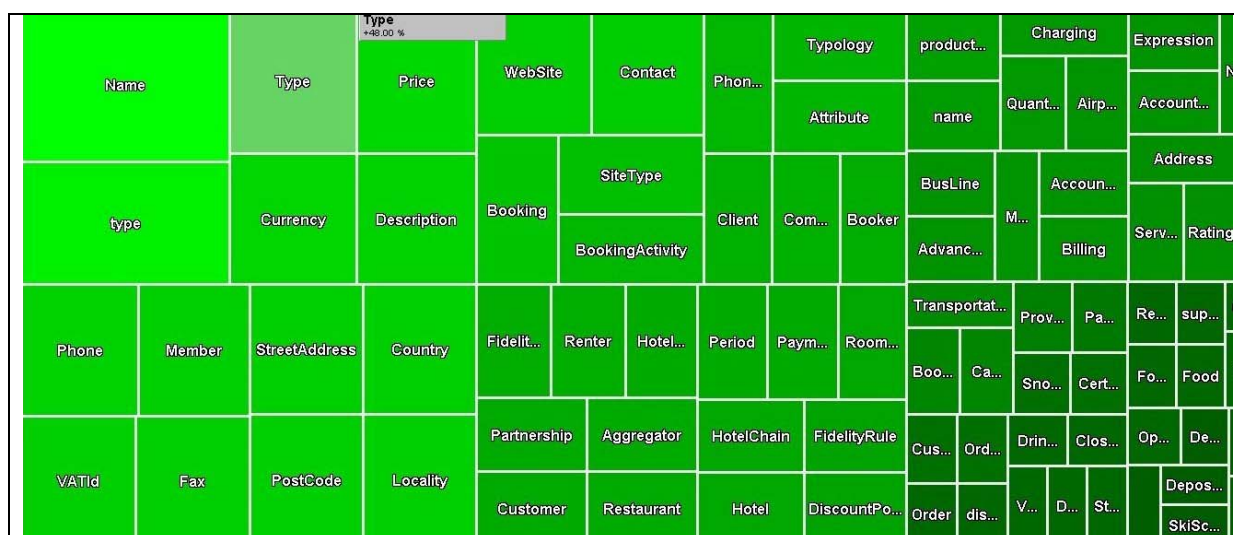 Type
+48.00 %
Name
Type
Price
type
Currency
Description
Phone
Member
StreetAddress
Country
VATId
Fax
PostCode
Locality
WebSite
Contact
Phon...
Typology
Attribute
Booking
SiteType
BookingActivity
Client
Com...
Booker
Fidelit...
Renter
Hotel...
Period
Paym...
Room...
Partnership
Aggregator
HotelChain
FidelityRule
Customer
Restaurant
Hotel
DiscountPo...
product...
Charging
Expression
N
name
Quant...
Airp...
Account...
BusLine
M...
Accoun...
Address
Advanc...
Billing
Serv...
Rating
Transportat...
Prov...
Pa...
Re...
sup...
Boo...
Ca...
Sno...
Cert...
Fo...
Food
Cus...
Ord...
Drin...
Clos...
Op...
De...
Order
dis...
V...
D...
St...
Depos...
SkiSc...